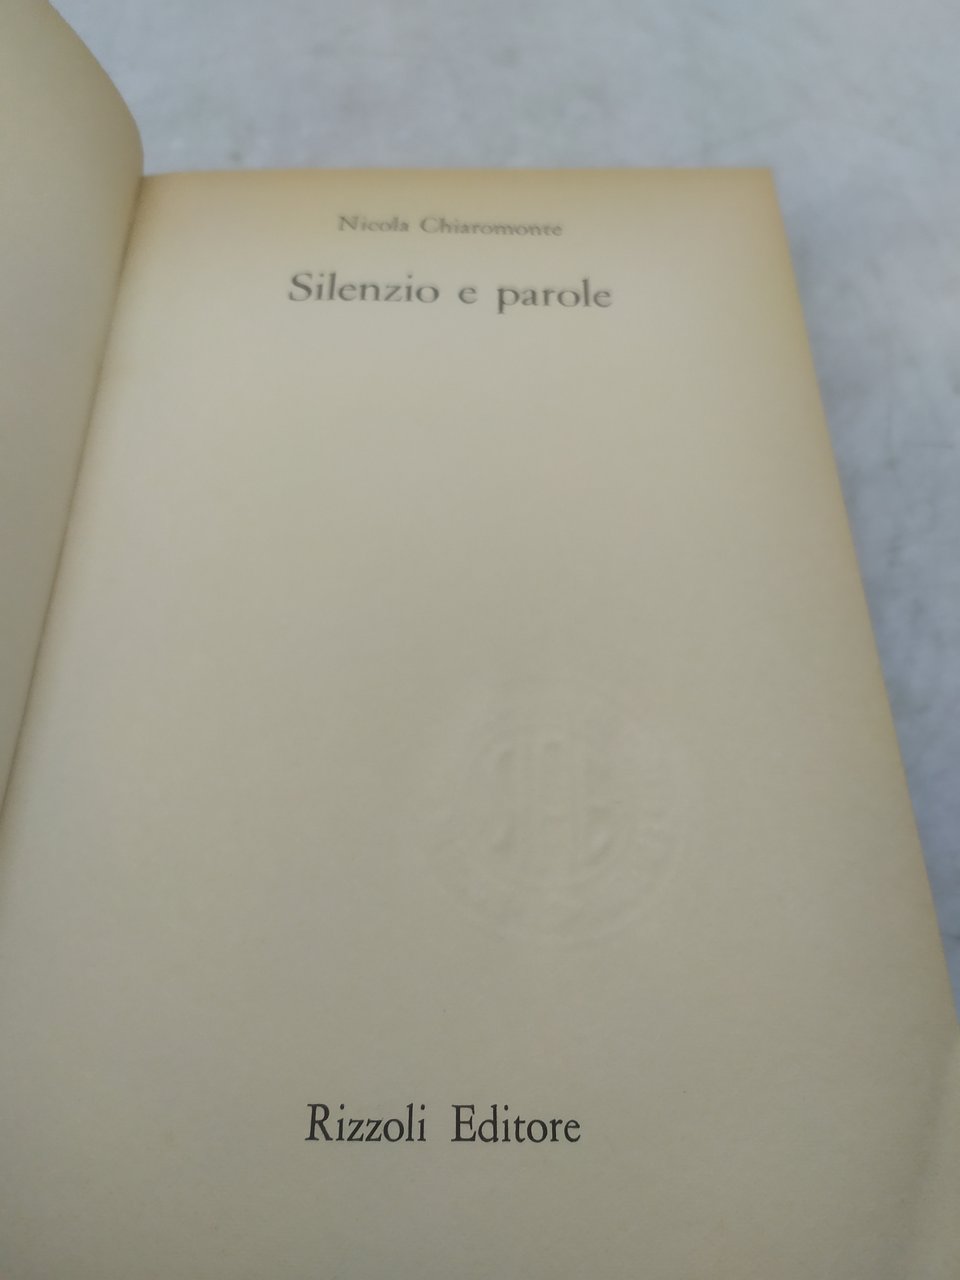 Nicola Chiaromonte
Silenzio e parole
Rizzoli Editore